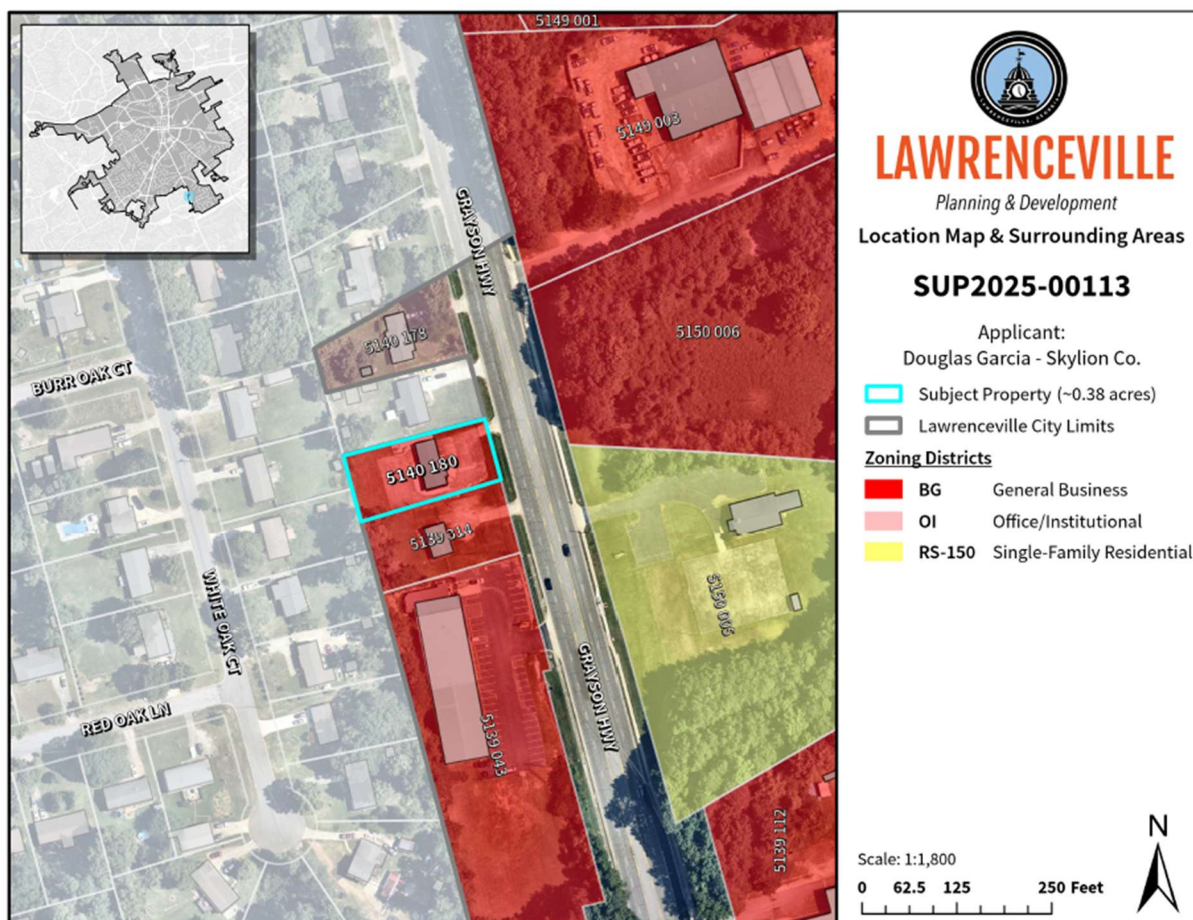 5149 001
5149 003
GRAYSON HWY
5150 006
5140 178
BURR OAK CT
5140 180
5139 314
WHITE OAK CT
5150 005
RED OAK LN
5139 043
GRAYSON HWY
5139 112
LAWRENCEVILLE, GEORGIA
LAWRENCEVILLE
Planning & Development
Location Map & Surrounding Areas
SUP2025-00113
Applicant:
Douglas Garcia - Skylion Co.
Subject Property (~0.38 acres)
Lawrenceville City Limits
Zoning Districts
BG General Business
OI Office/Institutional
RS-150 Single-Family Residential
N
Scale: 1:1,800
0 62.5 125 250 Feet